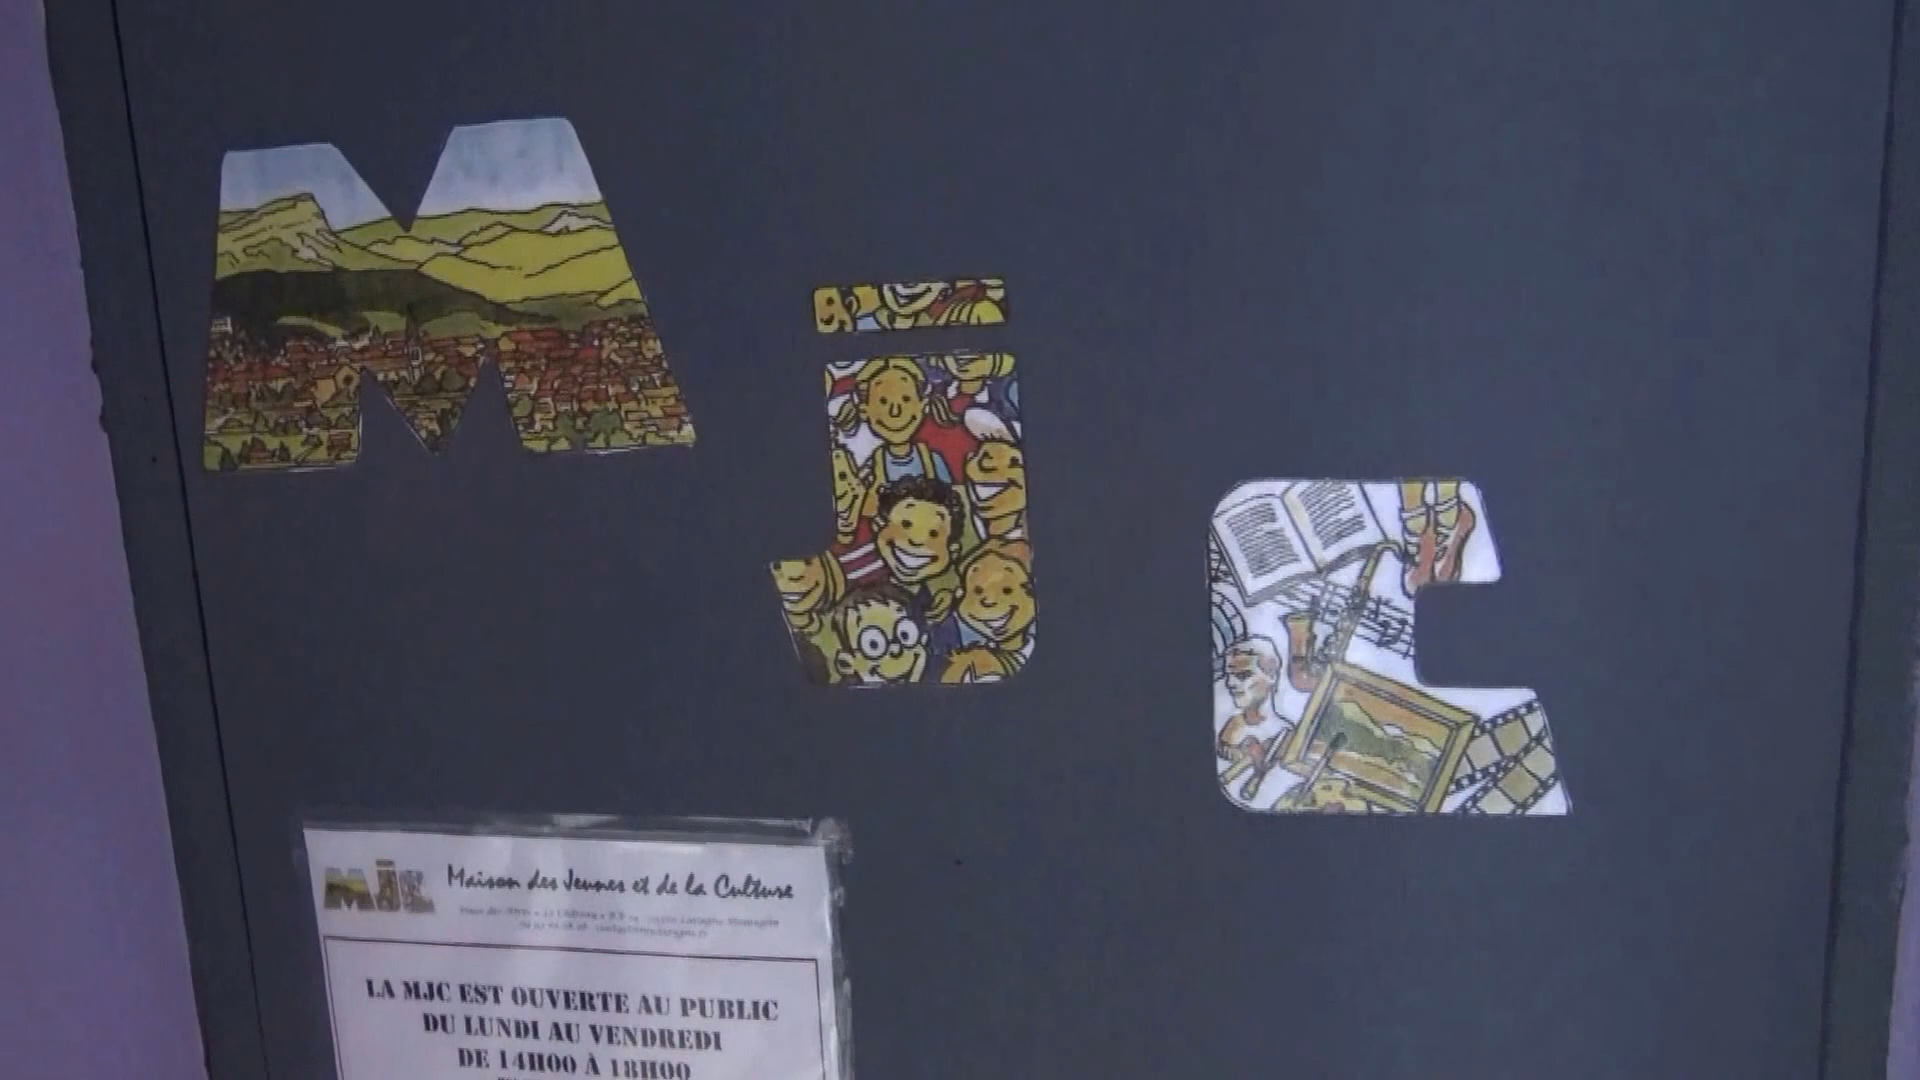 Mjc
MJC Maison des Jeunes et de la Culture
LA MJC EST OUVERTE AU PUBLIC
DU LUNDI AU VENDREDI
DE 14H00 À 18H00